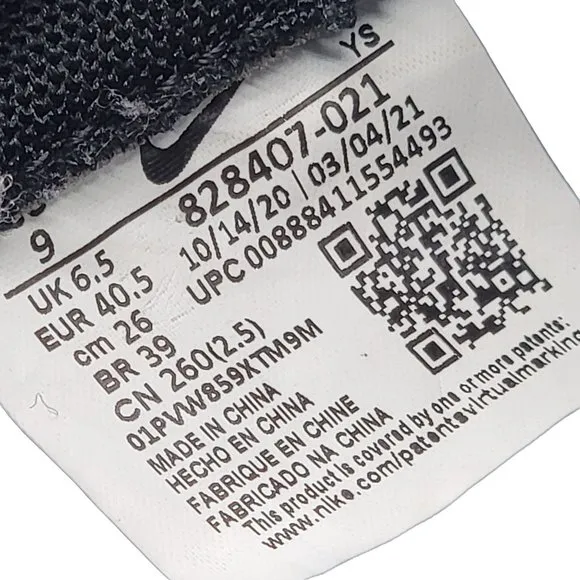 YS
9
828407-021
UK 6.5
10/14/20 | 03/04/21
EUR 40.5
UPC 00888411554493
cm 26
BR 39
CN 260(2.5)
01PVW859XTM9M
MADE IN CHINA
HECHO EN CHINA
FABRIQUE EN CHINE
FABRICADO NA CHINA
This product is covered by one or more patents:
www.nike.com/patentsvirtualmarking